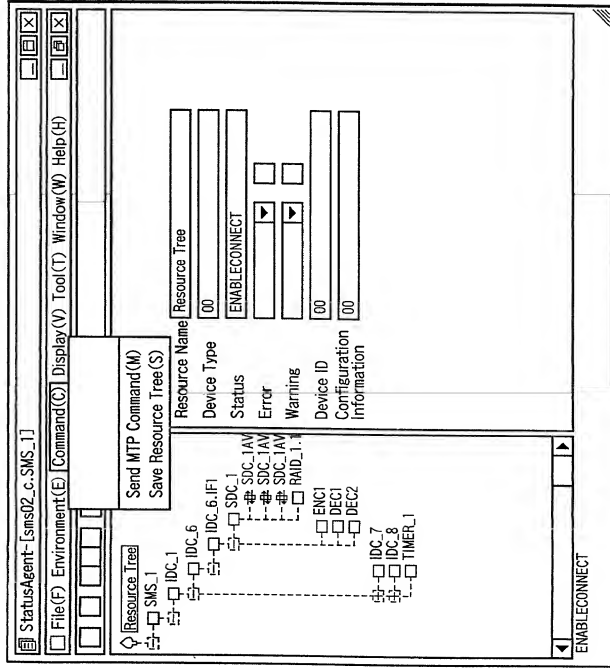 StatusAgent-[sms02_c.SMS_1]
File(F) Environment(E) Command(C) Display(V) Tool(T) Window(W) Help(H)
Send MTP Command(M)
Save Resource Tree(S)
Resource Tree
SMS_1
IDC_1
IDC_6
IDC_6.IF1
SDC_1
SDC_1AV
SDC_1AV
SDC_1AV
RAID_1.1
ENC1
DEC1
DEC2
IDC_7
IDC_8
TIMER_1
Resource Name Resource Tree
Device Type 00
Status ENABLECONNECT
Error
Warning
Device ID 00
Configuration Information 00
ENABLECONNECT